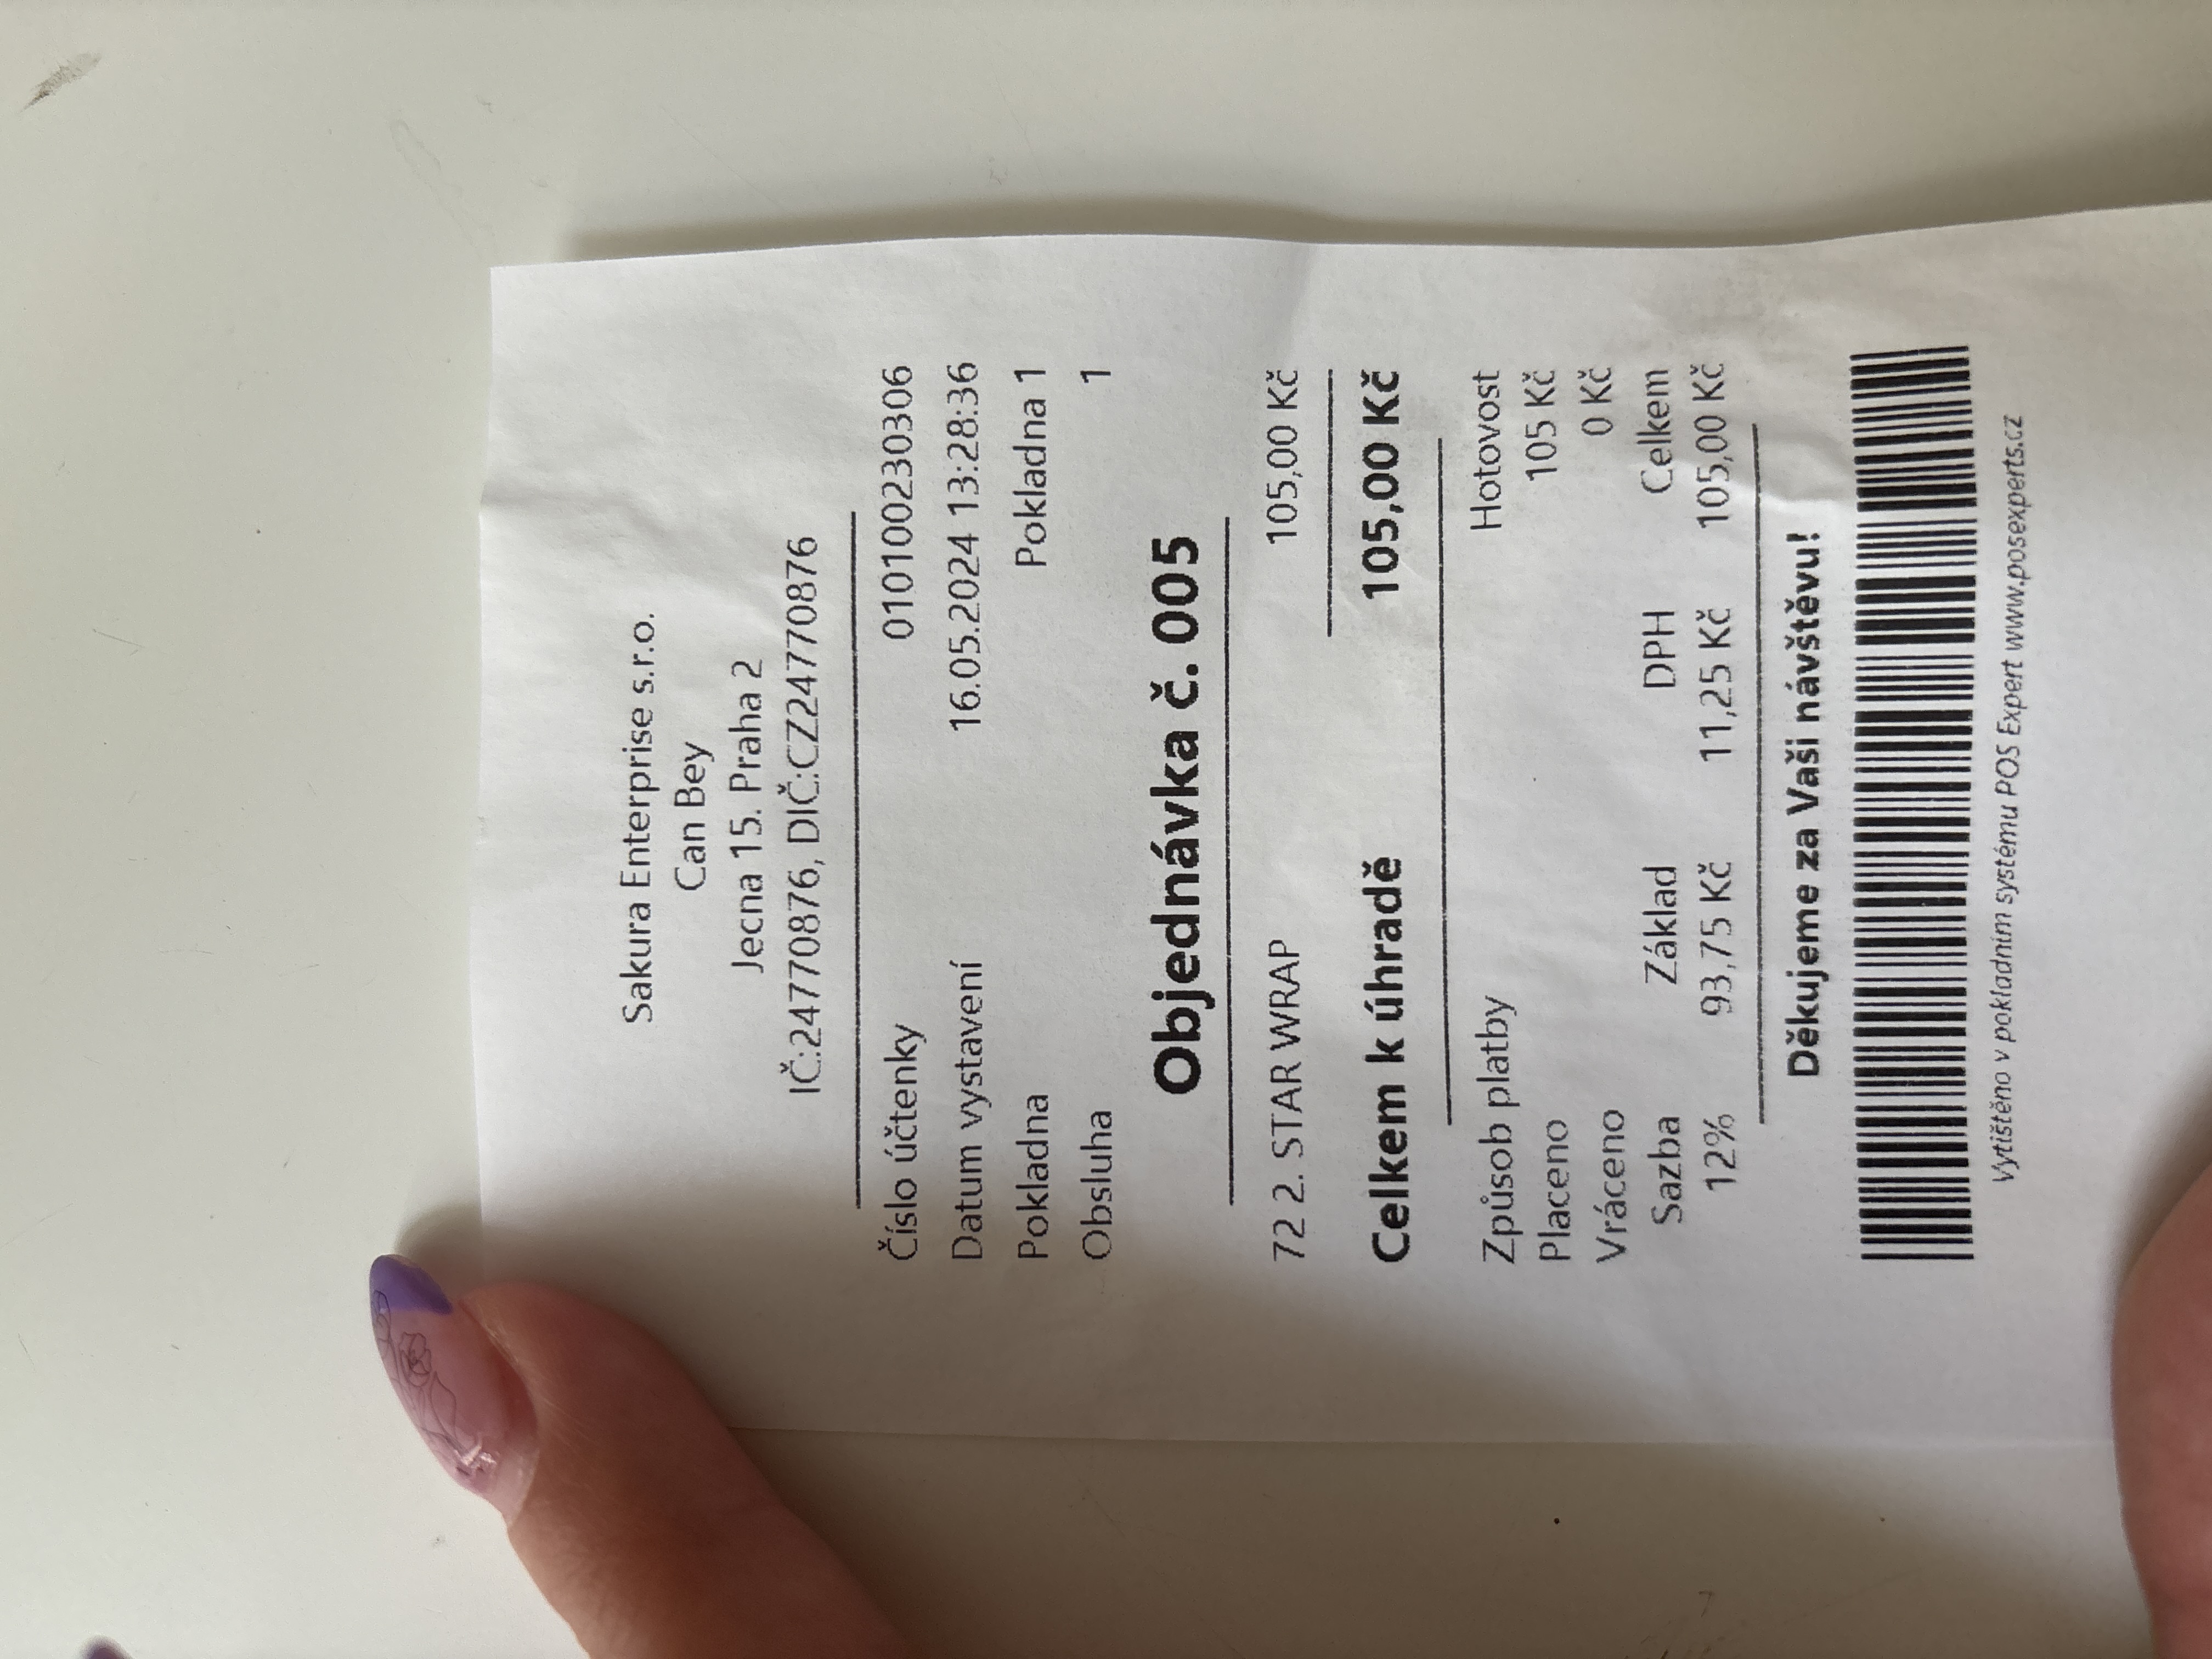 Sakura Enterprise s.r.o.
Can Bey
Jecna 15. Praha 2
IČ:24770876, DIČ:CZ24770876
Číslo účtenky 0101002230306
Datum vystavení 16.05.2024 13:28:36
Pokladna Pokladna 1
Obsluha 1
Objednávka č. 005
72 2. STAR WRAP 105,00 Kč
Celkem k úhradě 105,00 Kč
Způsob platby Hotovost
Placeno 105 Kč
Vráceno 0 Kč
Sazba Základ DPH Celkem
12% 93,75 Kč 11,25 Kč 105,00 Kč
Děkujeme za Vaši návštěvu!
Vytištěno v pokladním systému POS Expert www.posexperts.cz